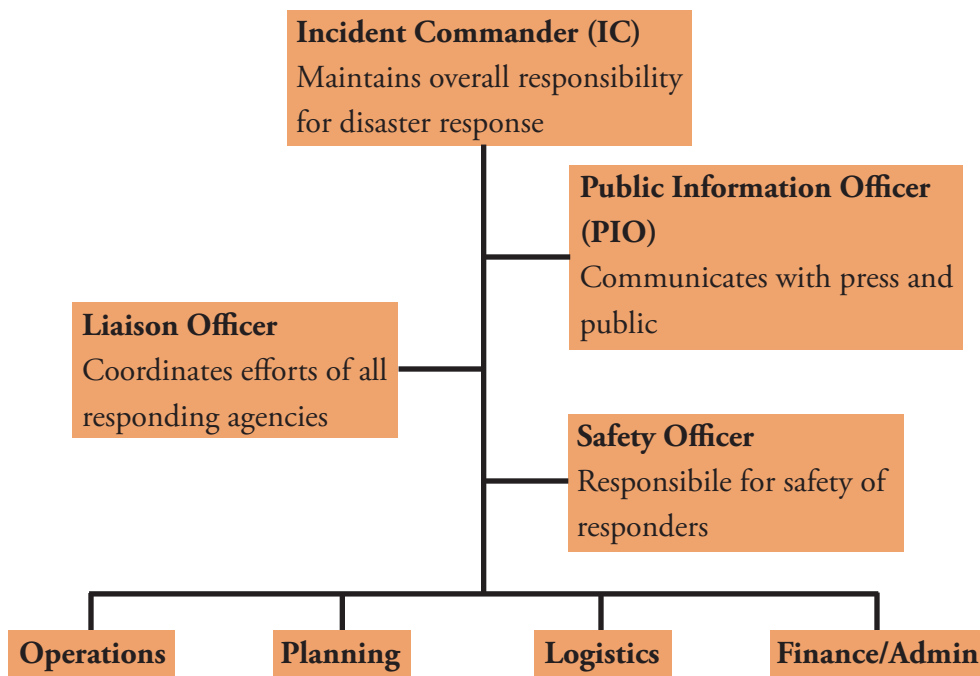 Incident Commander (IC)
Maintains overall responsibility
for disaster response
Public Information Officer
(PIO)
Communicates with press and
public
Liaison Officer
Coordinates efforts of all
responding agencies
Safety Officer
Responsibile for safety of
responders
Operations
Planning
Logistics
Finance/Admin